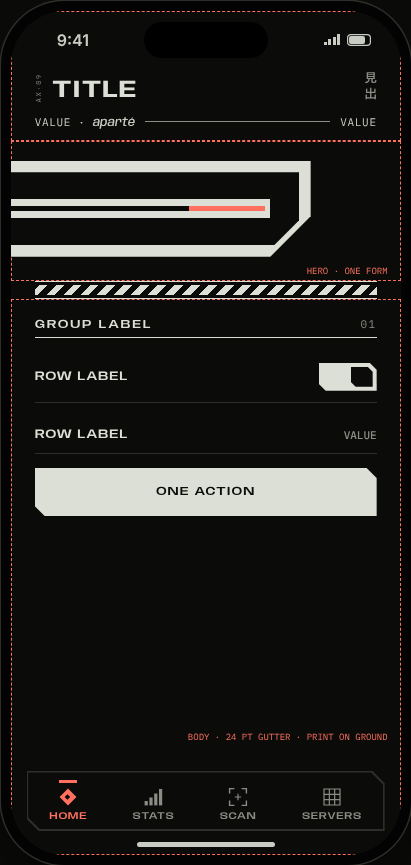 9:41
AX-09
TITLE
見出
VALUE · aparté
VALUE
HERO · ONE FORM
GROUP LABEL
01
ROW LABEL
ROW LABEL
VALUE
ONE ACTION
BODY · 24 PT GUTTER · PRINT ON GROUND
HOME
STATS
SCAN
SERVERS